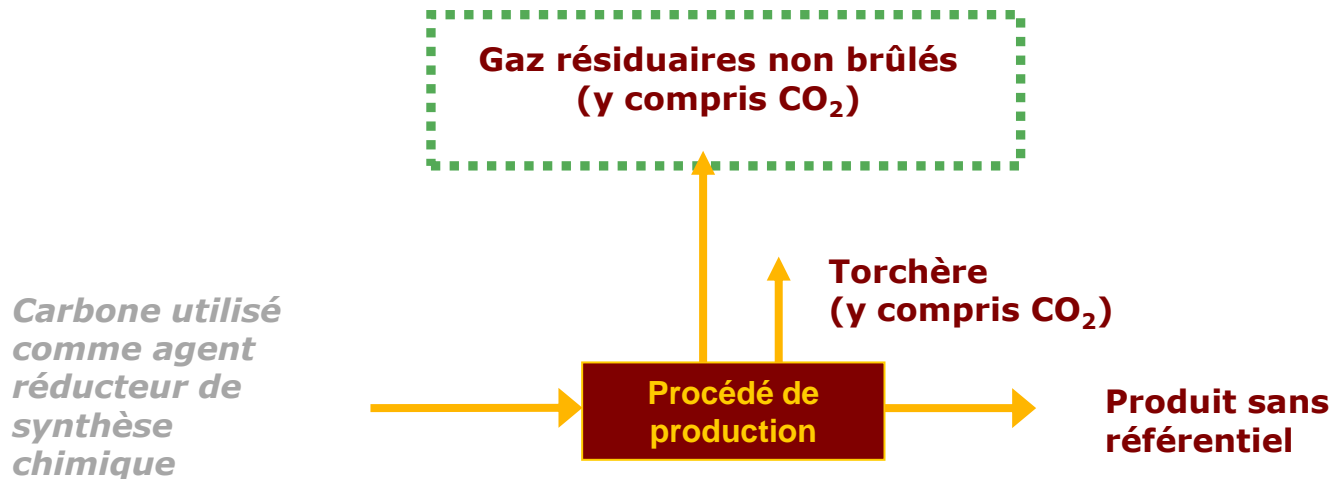 Gaz résiduaires non brûlés
(y compris CO₂)
Torchère
(y compris CO₂)
Carbone utilisé
comme agent
réducteur de
synthèse
chimique
Procédé de
production
Produit sans
référentiel